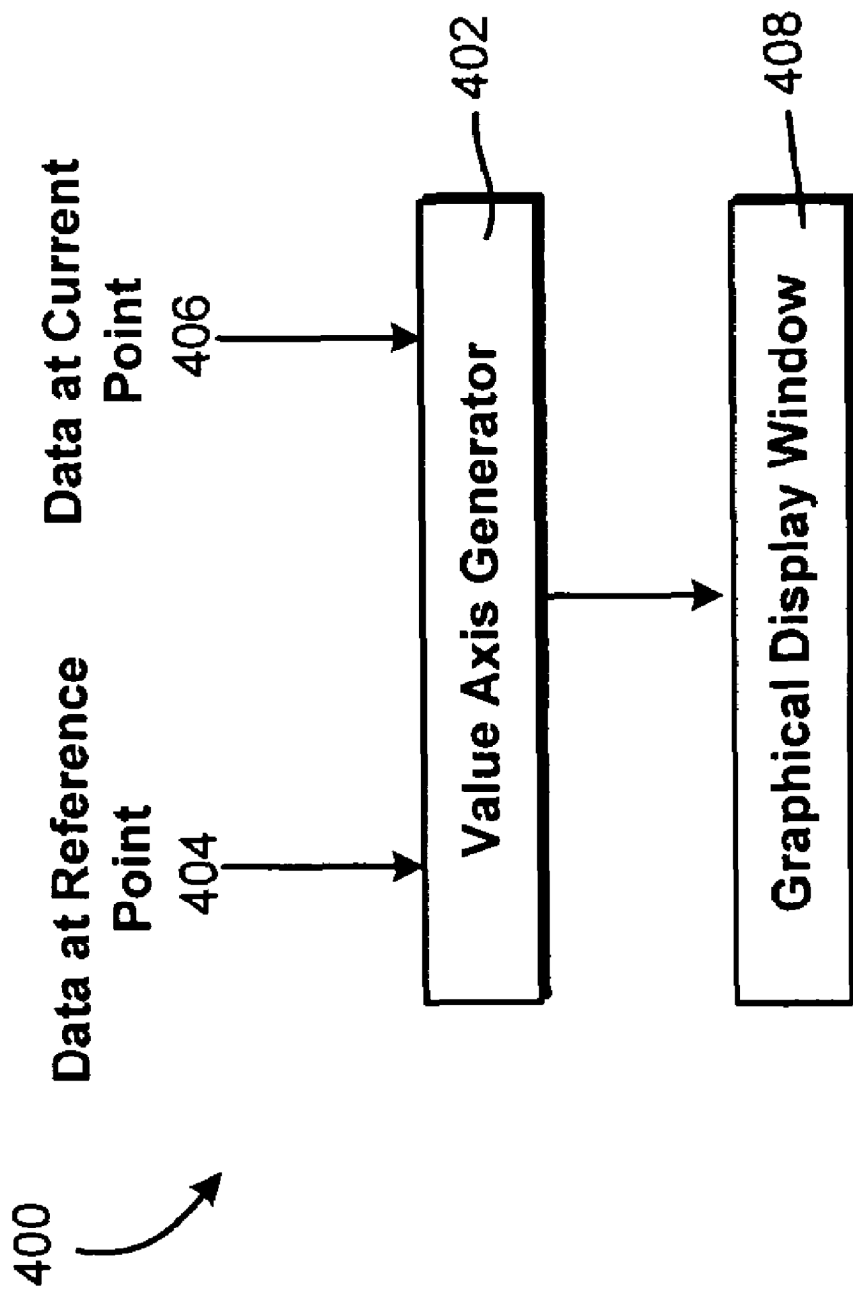 400
Data at Reference
Point
404
Data at Current
Point
406
Value Axis Generator
402
Graphical Display Window
408